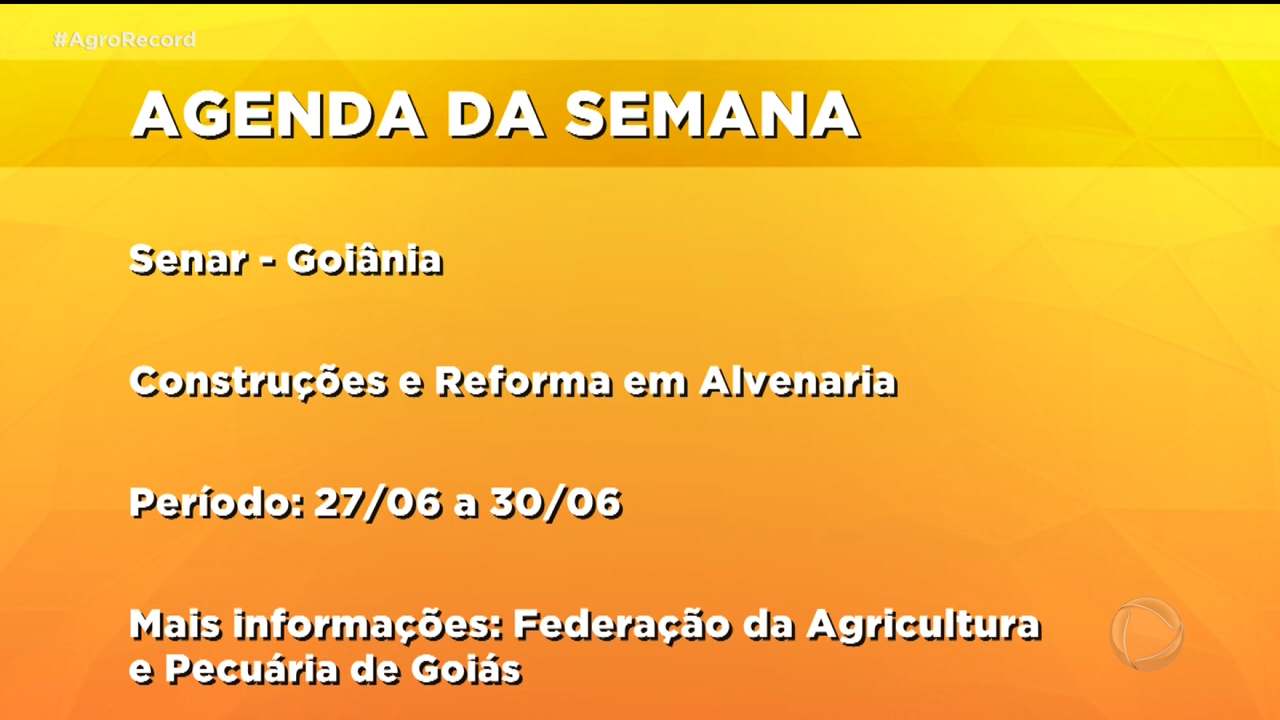 #AgroRecord
AGENDA DA SEMANA
Senar - Goiânia
Construções e Reforma em Alvenaria
Período: 27/06 a 30/06
Mais informações: Federação da Agricultura
e Pecuária de Goiás